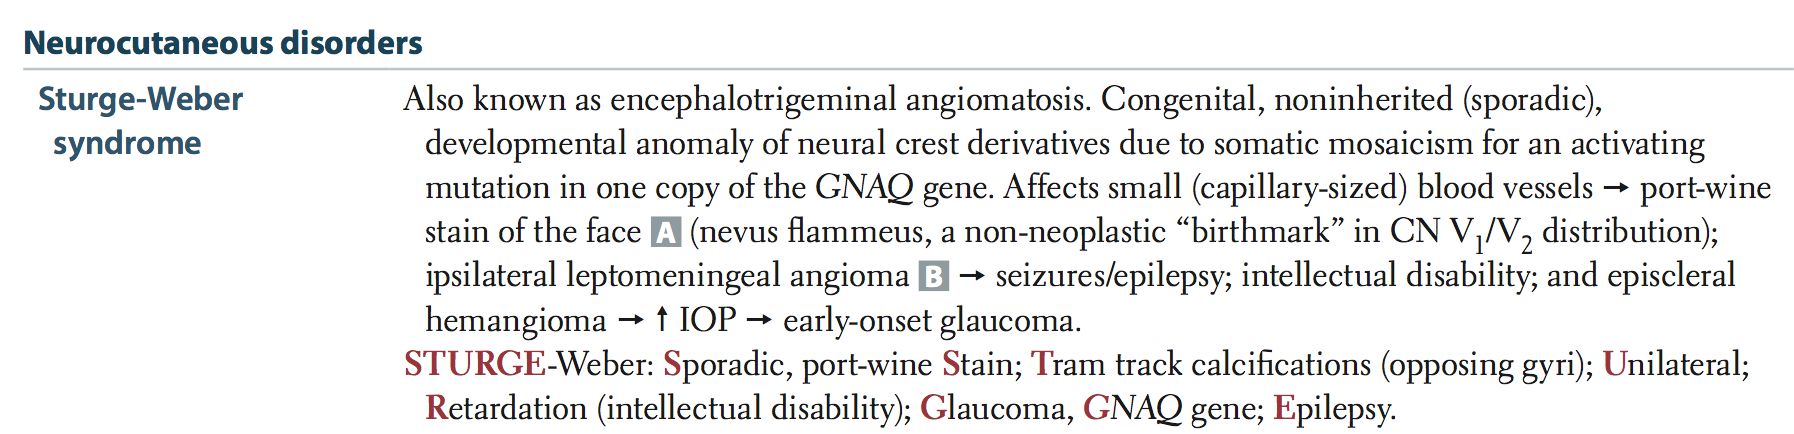 Neurocutaneous disorders
Sturge-Weber
syndrome
Also known as encephalotrigeminal angiomatosis. Congenital, noninherited (sporadic),
developmental anomaly of neural crest derivatives due to somatic mosaicism for an activating
mutation in one copy of the GNAQ gene. Affects small (capillary-sized) blood vessels → port-wine
stain of the face A (nevus flammeus, a non-neoplastic “birthmark” in CN V₁/V₂ distribution);
ipsilateral leptomeningeal angioma B → seizures/epilepsy; intellectual disability; and episcleral
hemangioma → ↑ IOP → early-onset glaucoma.
STURGE-Weber: Sporadic, port-wine Stain; Tram track calcifications (opposing gyri); Unilateral;
Retardation (intellectual disability); Glaucoma, GNAQ gene; Epilepsy.